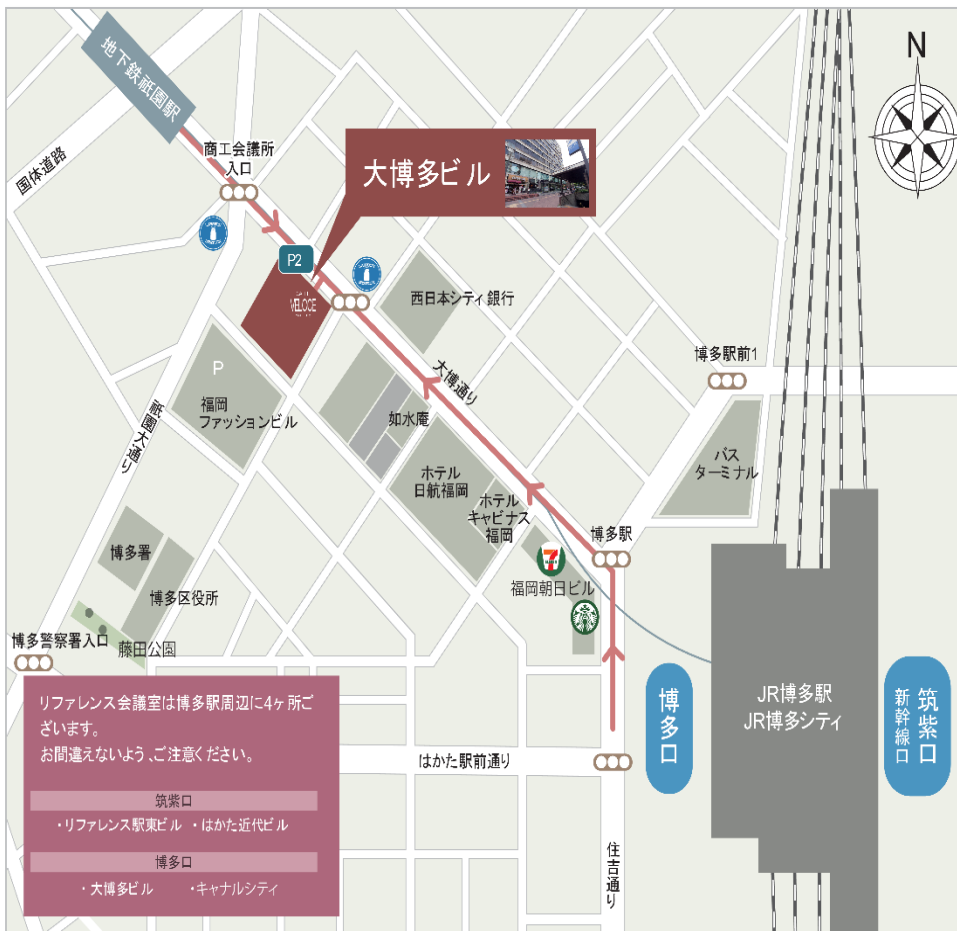 N
地下鉄祇園駅
国体道路
商工会議所
入口
大博多ビル
P2
VELOCE
西日本シティ銀行
博多駅前1
大博通り
P
福岡
ファッションビル
祇園大通り
如水庵
ホテル
日航福岡
ホテル
キャビナス
福岡
バス
ターミナル
博多駅
7
福岡朝日ビル
博多署
博多区役所
博多警察署入口
藤田公園
JR博多駅
JR博多シティ
博多口
筑紫口
新幹線口
はかた駅前通り
住吉通り
リファレンス会議室は博多駅周辺に4ヶ所ご
ざいます。
お間違えないよう、ご注意ください。
筑紫口
・リファレンス駅東ビル ・はかた近代ビル
博多口
・大博多ビル ・キャナルシティ